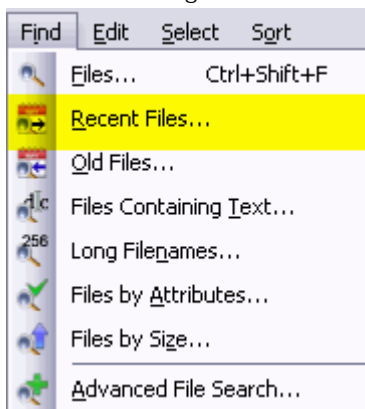 Find Edit Select Sort
Files... Ctrl+Shift+F
Recent Files...
Old Files...
Files Containing Text...
256 Long Filenames...
Files by Attributes...
Files by Size...
Advanced File Search...